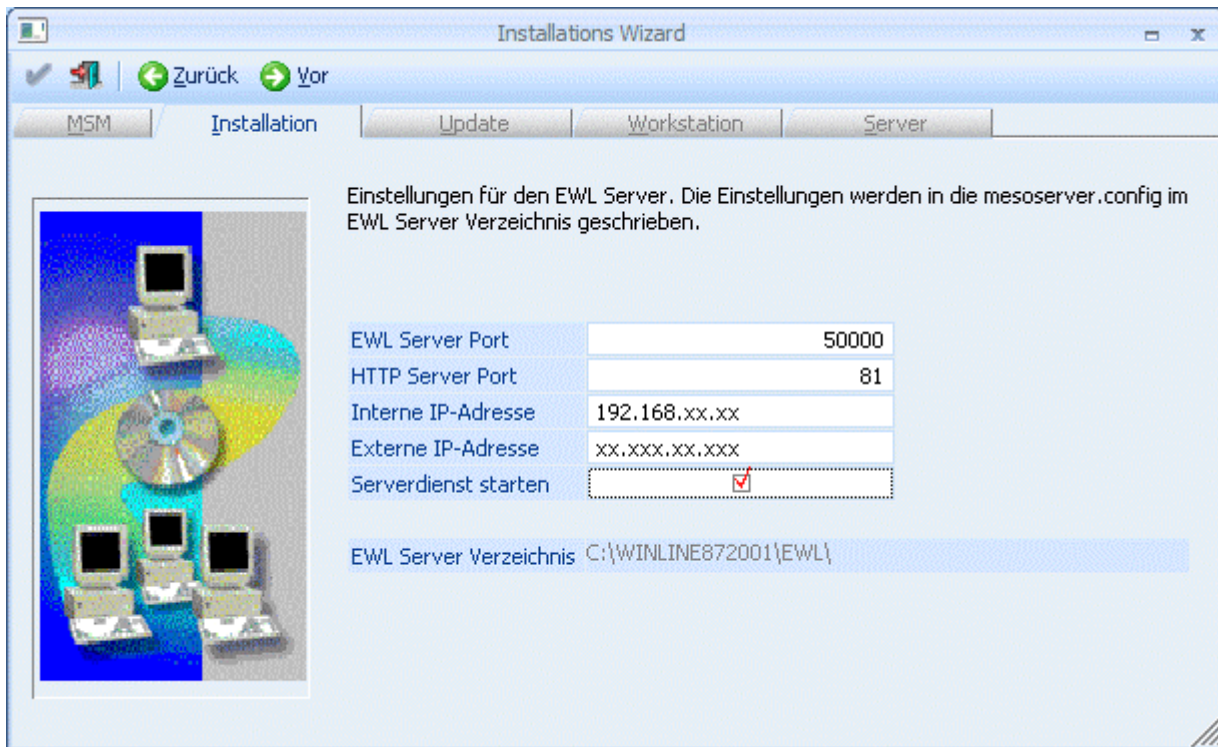 Installations Wizard
Zurück Vor
MSM Installation Update Workstation Server
Einstellungen für den EWL Server. Die Einstellungen werden in die mesoserver.config im
EWL Server Verzeichnis geschrieben.
EWL Server Port 50000
HTTP Server Port 81
Interne IP-Adresse 192.168.xx.xx
Externe IP-Adresse xx.xxx.xx.xxx
Serverdienst starten
EWL Server Verzeichnis C:\WINLINE872001\EWL\